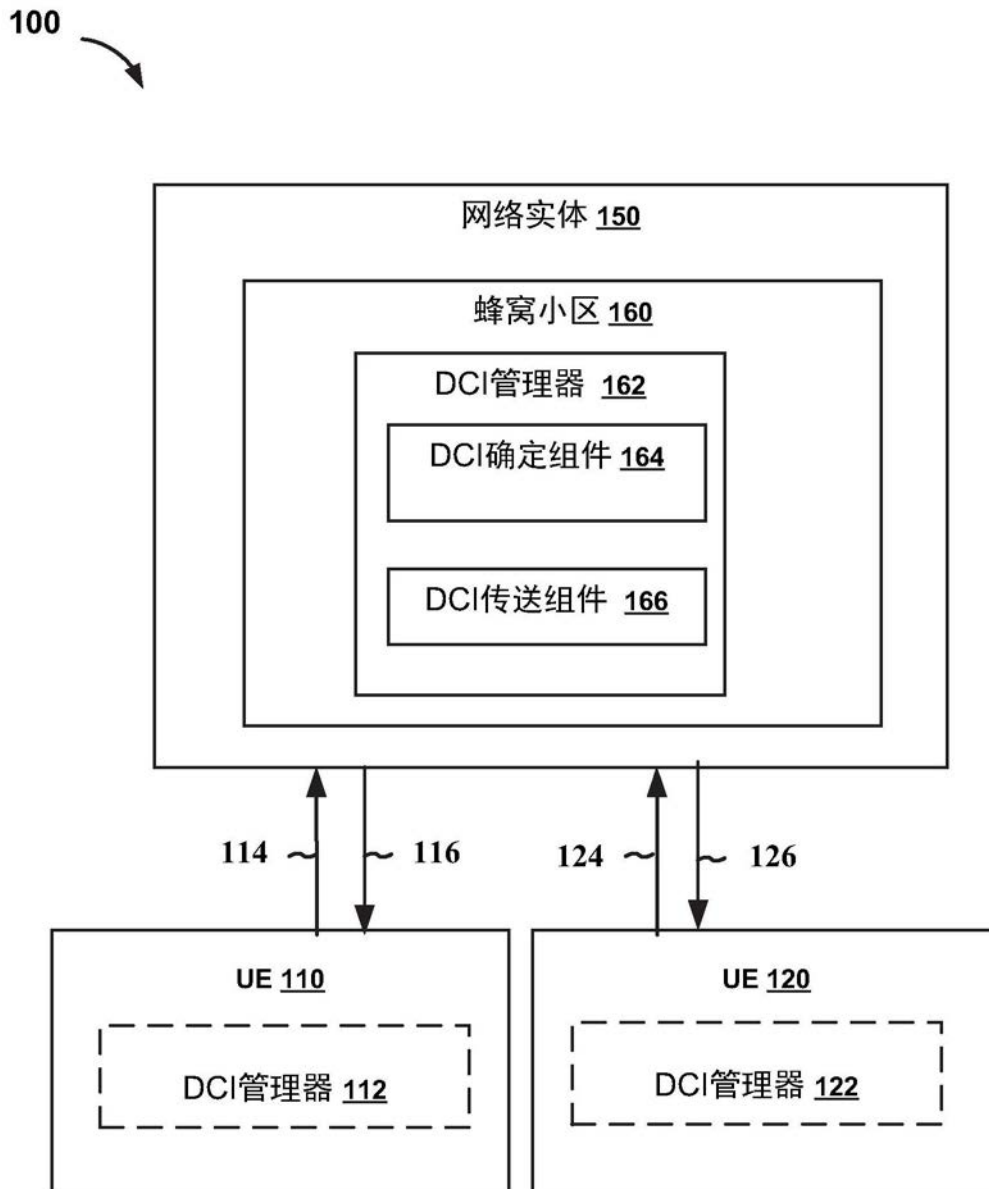 100
网络实体 150
蜂窝小区 160
DCI管理器 162
DCI确定组件 164
DCI传送组件 166
114
116
124
126
UE 110
DCI管理器 112
UE 120
DCI管理器 122